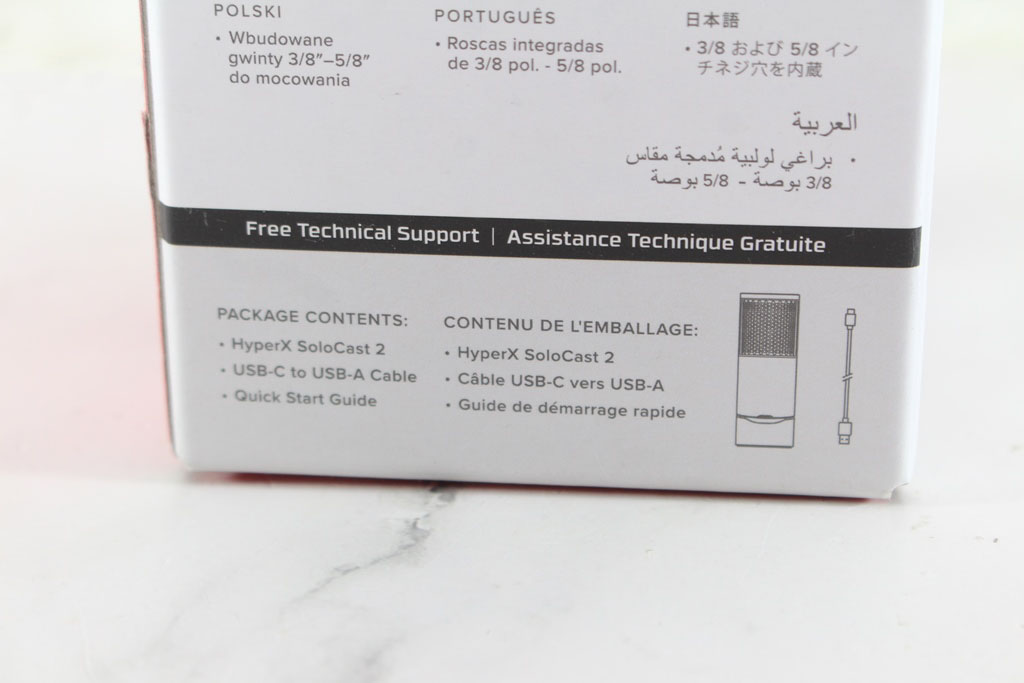 POLSKI
• Wbudowane
gwinty 3/8”–5/8”
do mocowania
PORTUGUÊS
• Roscas integradas
de 3/8 pol. - 5/8 pol.
日本語
• 3/8 および 5/8 イン
チネジ穴を内蔵
العربية
• براغي لولبية مُدمجة مقاس
3/8 بوصة - 5/8 بوصة
Free Technical Support | Assistance Technique Gratuite
PACKAGE CONTENTS:
• HyperX SoloCast 2
• USB-C to USB-A Cable
• Quick Start Guide
CONTENU DE L'EMBALLAGE:
• HyperX SoloCast 2
• Câble USB-C vers USB-A
• Guide de démarrage rapide